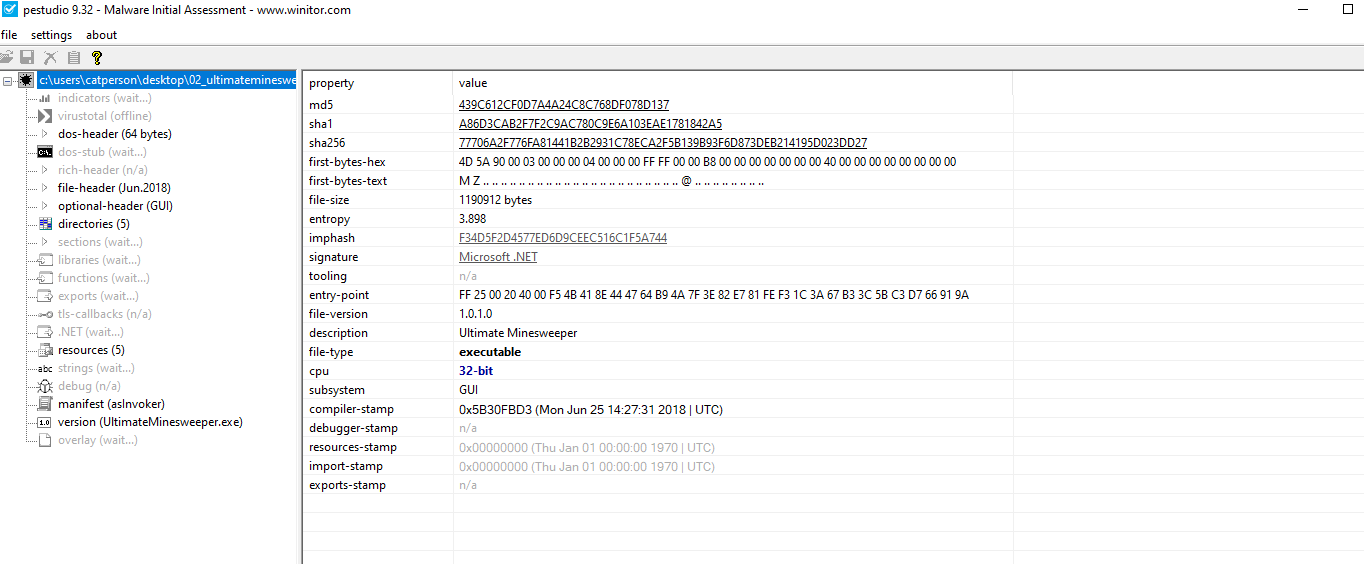 pestudio 9.32 - Malware Initial Assessment - www.winitor.com
file settings about
c:\users\catperson\desktop\02_ultimatemineswe
indicators (wait...)
virustotal (offline)
dos-header (64 bytes)
dos-stub (wait...)
rich-header (n/a)
file-header (Jun.2018)
optional-header (GUI)
directories (5)
sections (wait...)
libraries (wait...)
functions (wait...)
exports (wait...)
tls-callbacks (n/a)
.NET (wait...)
resources (5)
abc strings (wait...)
debug (n/a)
manifest (asInvoker)
1.0 version (UltimateMinesweeper.exe)
overlay (wait...)
property value
md5 439C612CF0D7A4A24C8C768DF078D137
sha1 A86D3CAB2F7F2C9AC780C9E6A103EAE1781842A5
sha256 77706A2F776FA81441B2B2931C78ECA2F5B139B93F6D873DEB214195D023DD27
first-bytes-hex 4D 5A 90 00 03 00 00 00 04 00 00 00 FF FF 00 00 B8 00 00 00 00 00 00 00 40 00 00 00 00 00 00 00
first-bytes-text M Z .. .. .. .. .. .. .. .. .. .. .. .. .. .. .. .. .. .. .. .. .. .. @ .. .. .. .. .. .. ..
file-size 1190912 bytes
entropy 3.898
imphash F34D5F2D4577ED6D9CEEC516C1F5A744
signature Microsoft .NET
tooling n/a
entry-point FF 25 00 20 40 00 F5 4B 41 8E 44 47 64 B9 4A 7F 3E 82 E7 81 FE F3 1C 3A 67 B3 3C 5B C3 D7 66 91 9A
file-version 1.0.1.0
description Ultimate Minesweeper
file-type executable
cpu 32-bit
subsystem GUI
compiler-stamp 0x5B30FBD3 (Mon Jun 25 14:27:31 2018 | UTC)
debugger-stamp n/a
resources-stamp 0x00000000 (Thu Jan 01 00:00:00 1970 | UTC)
import-stamp 0x00000000 (Thu Jan 01 00:00:00 1970 | UTC)
exports-stamp n/a